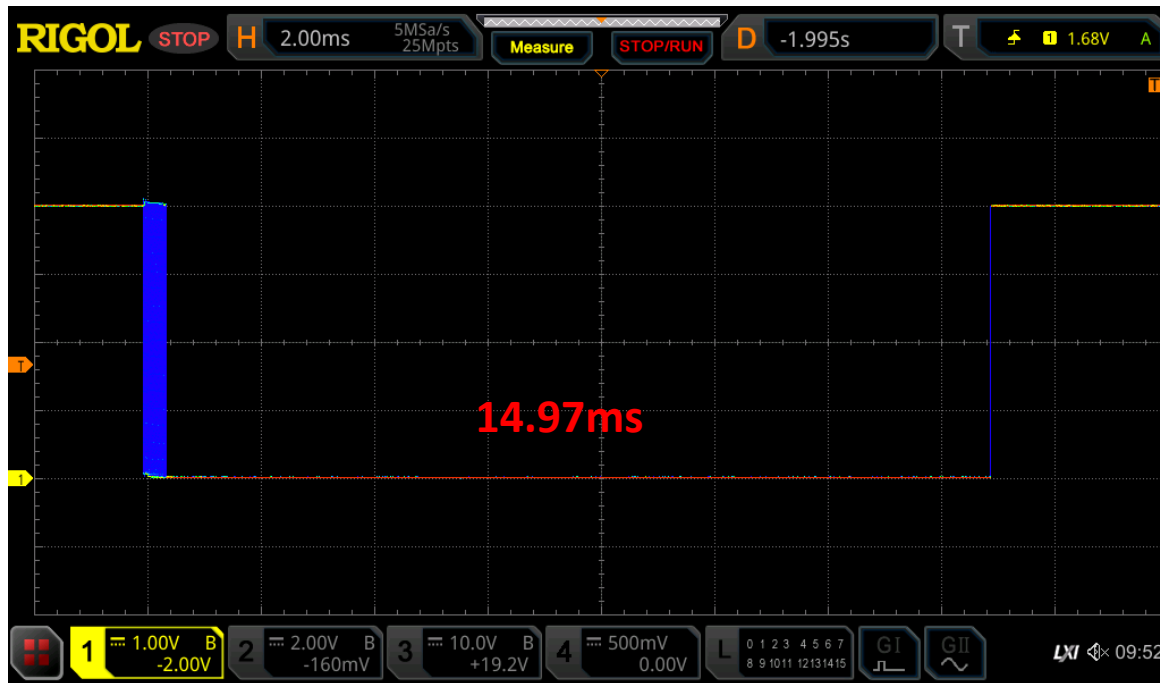 RIGOL STOP H 2.00ms 5MSa/s 25Mpts Measure STOP/RUN D -1.995s T 1 1.68V A
T
T
14.97ms
1
1 1.00V B -2.00V 2 2.00V B -160mV 3 10.0V B +19.2V 4 500mV 0.00V L 0 1 2 3 4 5 6 7 8 9 10 11 12 13 14 15 GI GII LXI 09:52